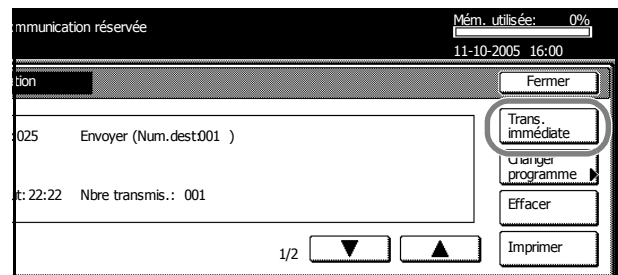 mmunication réservée
Mém. utilisée: 0%
11-10-2005 16:00
tion
Fermer
Trans.
immédiate
025 Envoyer (Num.dest:001 )
Changer
programme
ut: 22:22 Nbre transmis.: 001
Effacer
1/2
Imprimer